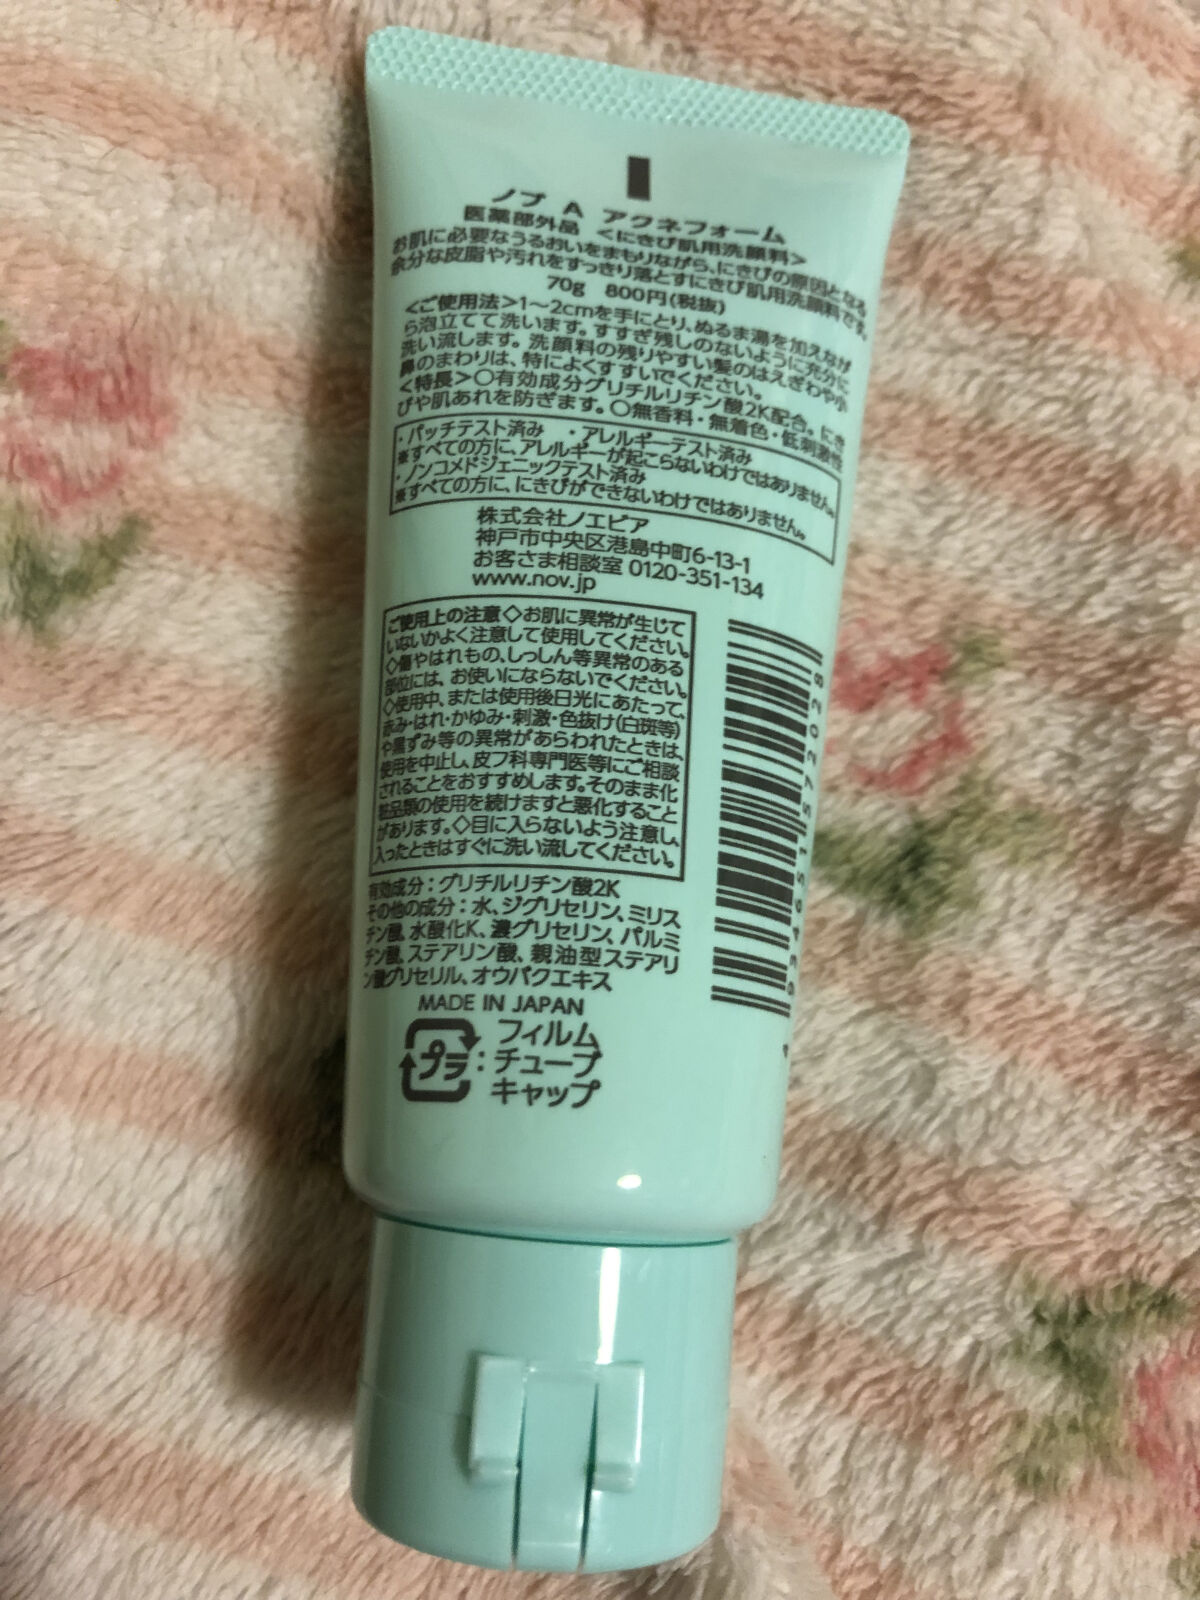 ノブ A アクネフォーム
医薬部外品 <にきび肌用洗顔料>
お肌に必要なうるおいをまもりながら、にきびの原因となる
余分な皮脂や汚れをすっきり落とすにきび肌用洗顔料です。
70g 800円(税抜)
<ご使用法>1〜2cmを手にとり、ぬるま湯を加えなが
ら泡立てて洗います。すすぎ残しのないように充分に
洗い流します。洗顔料の残りやすい髪のはえぎわや小
鼻のまわりは、特によくすすいでください。
<特長>○有効成分グリチルリチン酸2K配合。にき
びや肌あれを防ぎます。○無香料・無着色・低刺激性
・パッチテスト済み ・アレルギーテスト済み
※すべての方に、アレルギーが起こらないわけではありません。
・ノンコメドジェニックテスト済み
※すべての方に、にきびができないわけではありません。
株式会社ノエビア
神戸市中央区港島中町6-13-1
お客さま相談室 0120-351-134
www.nov.jp
ご使用上の注意◇お肌に異常が生じて
いないかよく注意して使用してください。
◇傷やはれもの、しっしん等異常のある
部位には、お使いにならないでください。
◇使用中、または使用後日光にあたって、
赤み・はれ・かゆみ・刺激・色抜け(白斑等)
や黒ずみ等の異常があらわれたときは、
使用を中止し、皮フ科専門医等にご相談
されることをおすすめします。そのまま化
粧品類の使用を続けますと悪化すること
があります。◇目に入らないよう注意し、
入ったときはすぐに洗い流してください。
有効成分：グリチルリチン酸2K
その他の成分：水、ジグリセリン、ミリス
チン酸、水酸化K、濃グリセリン、パルミ
チン酸、ステアリン酸、親油型ステアリ
ン酸グリセリル、オウバクエキス
MADE IN JAPAN
プラ：フィルム
チューブ
キャップ